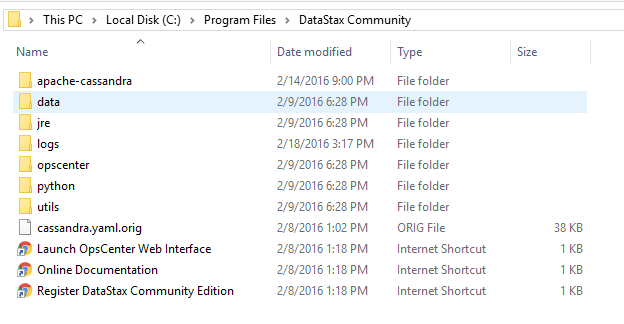 This PC > Local Disk (C:) > Program Files > DataStax Community
Name Date modified Type Size
apache-cassandra 2/14/2016 9:00 PM File folder
data 2/9/2016 6:28 PM File folder
jre 2/9/2016 6:28 PM File folder
logs 2/18/2016 3:17 PM File folder
opscenter 2/9/2016 6:28 PM File folder
python 2/9/2016 6:28 PM File folder
utils 2/9/2016 6:28 PM File folder
cassandra.yaml.orig 2/8/2016 1:02 PM ORIG File 38 KB
Launch OpsCenter Web Interface 2/8/2016 1:18 PM Internet Shortcut 1 KB
Online Documentation 2/8/2016 1:18 PM Internet Shortcut 1 KB
Register DataStax Community Edition 2/8/2016 1:18 PM Internet Shortcut 1 KB